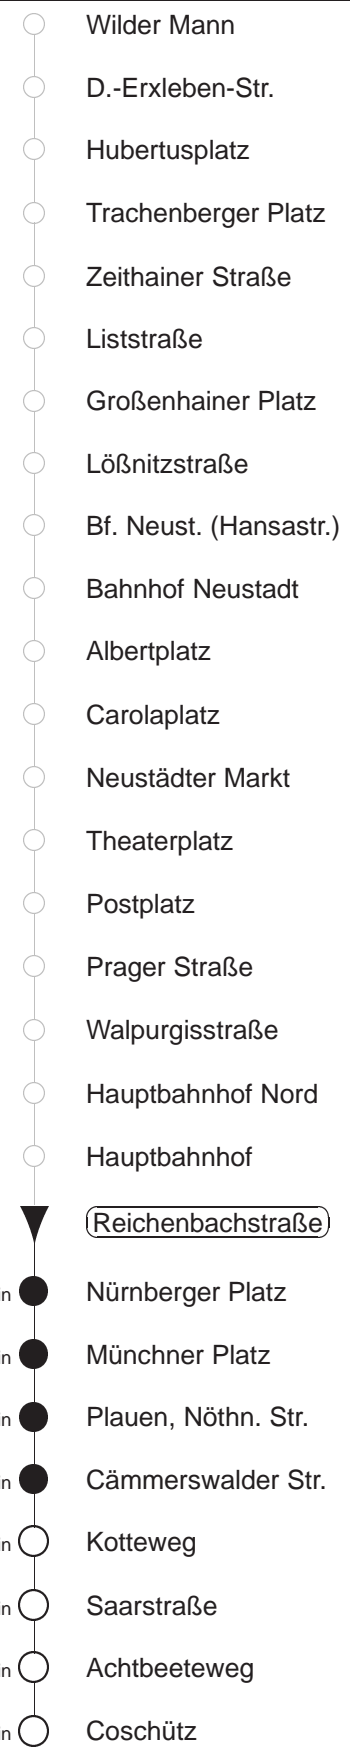 Wilder Mann
D.-Erxleben-Str.
Hubertusplatz
Trachenberger Platz
Zeithainer Straße
Liststraße
Großenhainer Platz
Lößnitzstraße
Bf. Neust. (Hansastr.)
Bahnhof Neustadt
Albertplatz
Carolaplatz
Neustädter Markt
Theaterplatz
Postplatz
Prager Straße
Walpurgisstraße
Hauptbahnhof Nord
Hauptbahnhof
Reichenbachstraße
Nürnberger Platz
Münchner Platz
Plauen, Nöthn. Str.
Cämmerswalder Str.
Kotteweg
Saarstraße
Achtbeeteweg
Coschütz